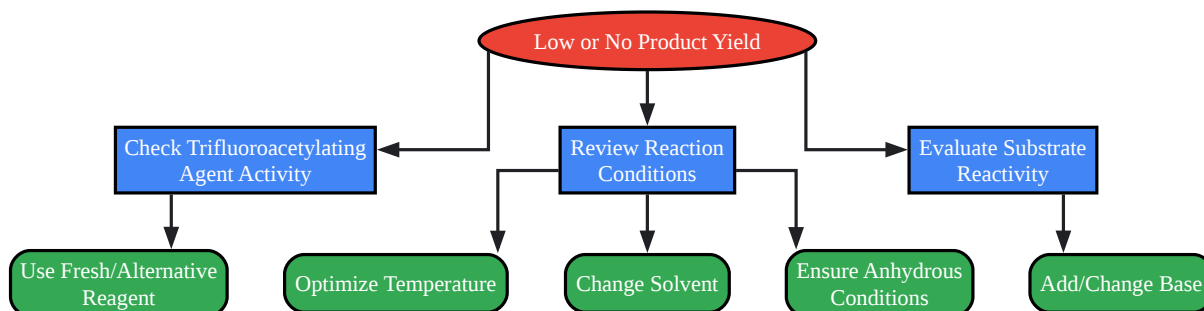 Low or No Product Yield
Check Trifluoroacetylating
Agent Activity
Review Reaction
Conditions
Evaluate Substrate
Reactivity
Use Fresh/Alternative
Reagent
Optimize Temperature
Change Solvent
Ensure Anhydrous
Conditions
Add/Change Base